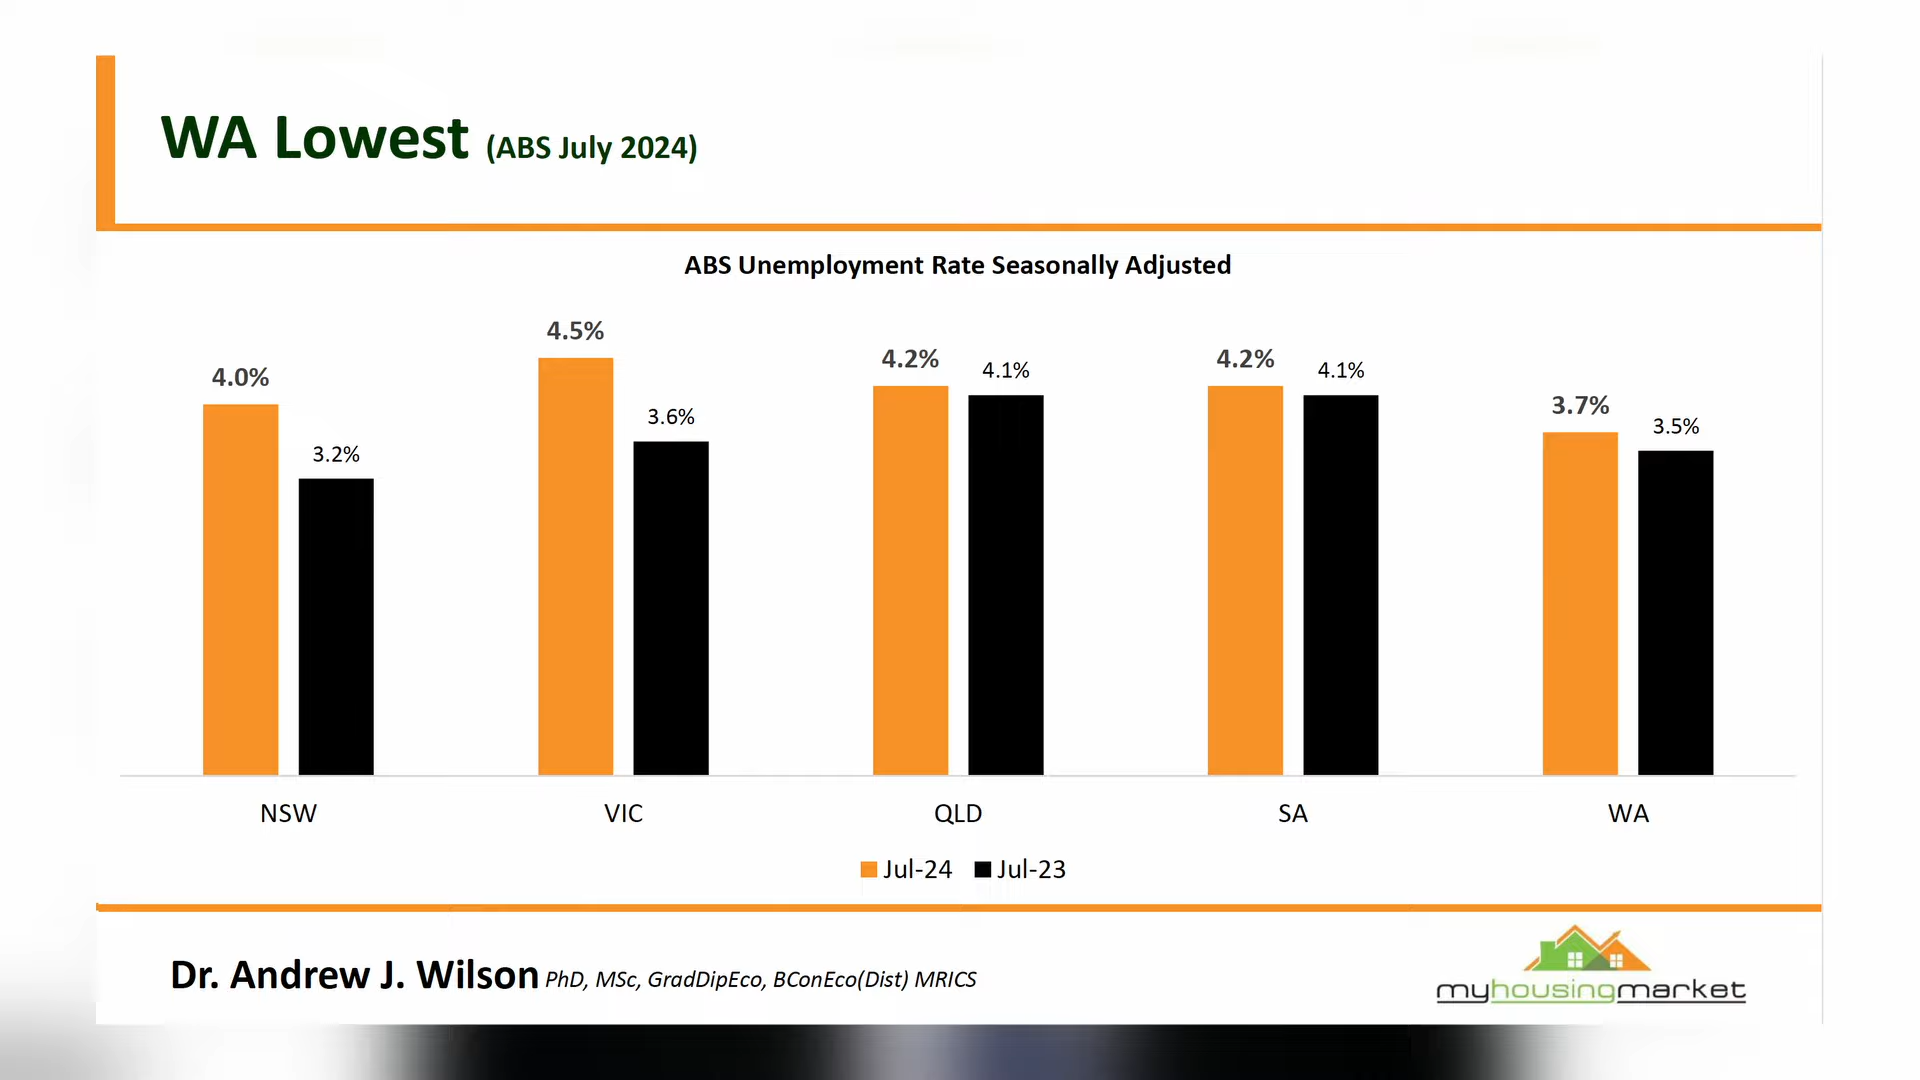 WA Lowest (ABS July 2024)
ABS Unemployment Rate Seasonally Adjusted
4.0%
3.2%
4.5%
3.6%
4.2%
4.1%
4.2%
4.1%
3.7%
3.5%
NSW
VIC
QLD
SA
WA
Jul-24
Jul-23
Dr. Andrew J. Wilson PhD, MSc, GradDipEco, BConEco(Dist) MRICS
myhousingmarket